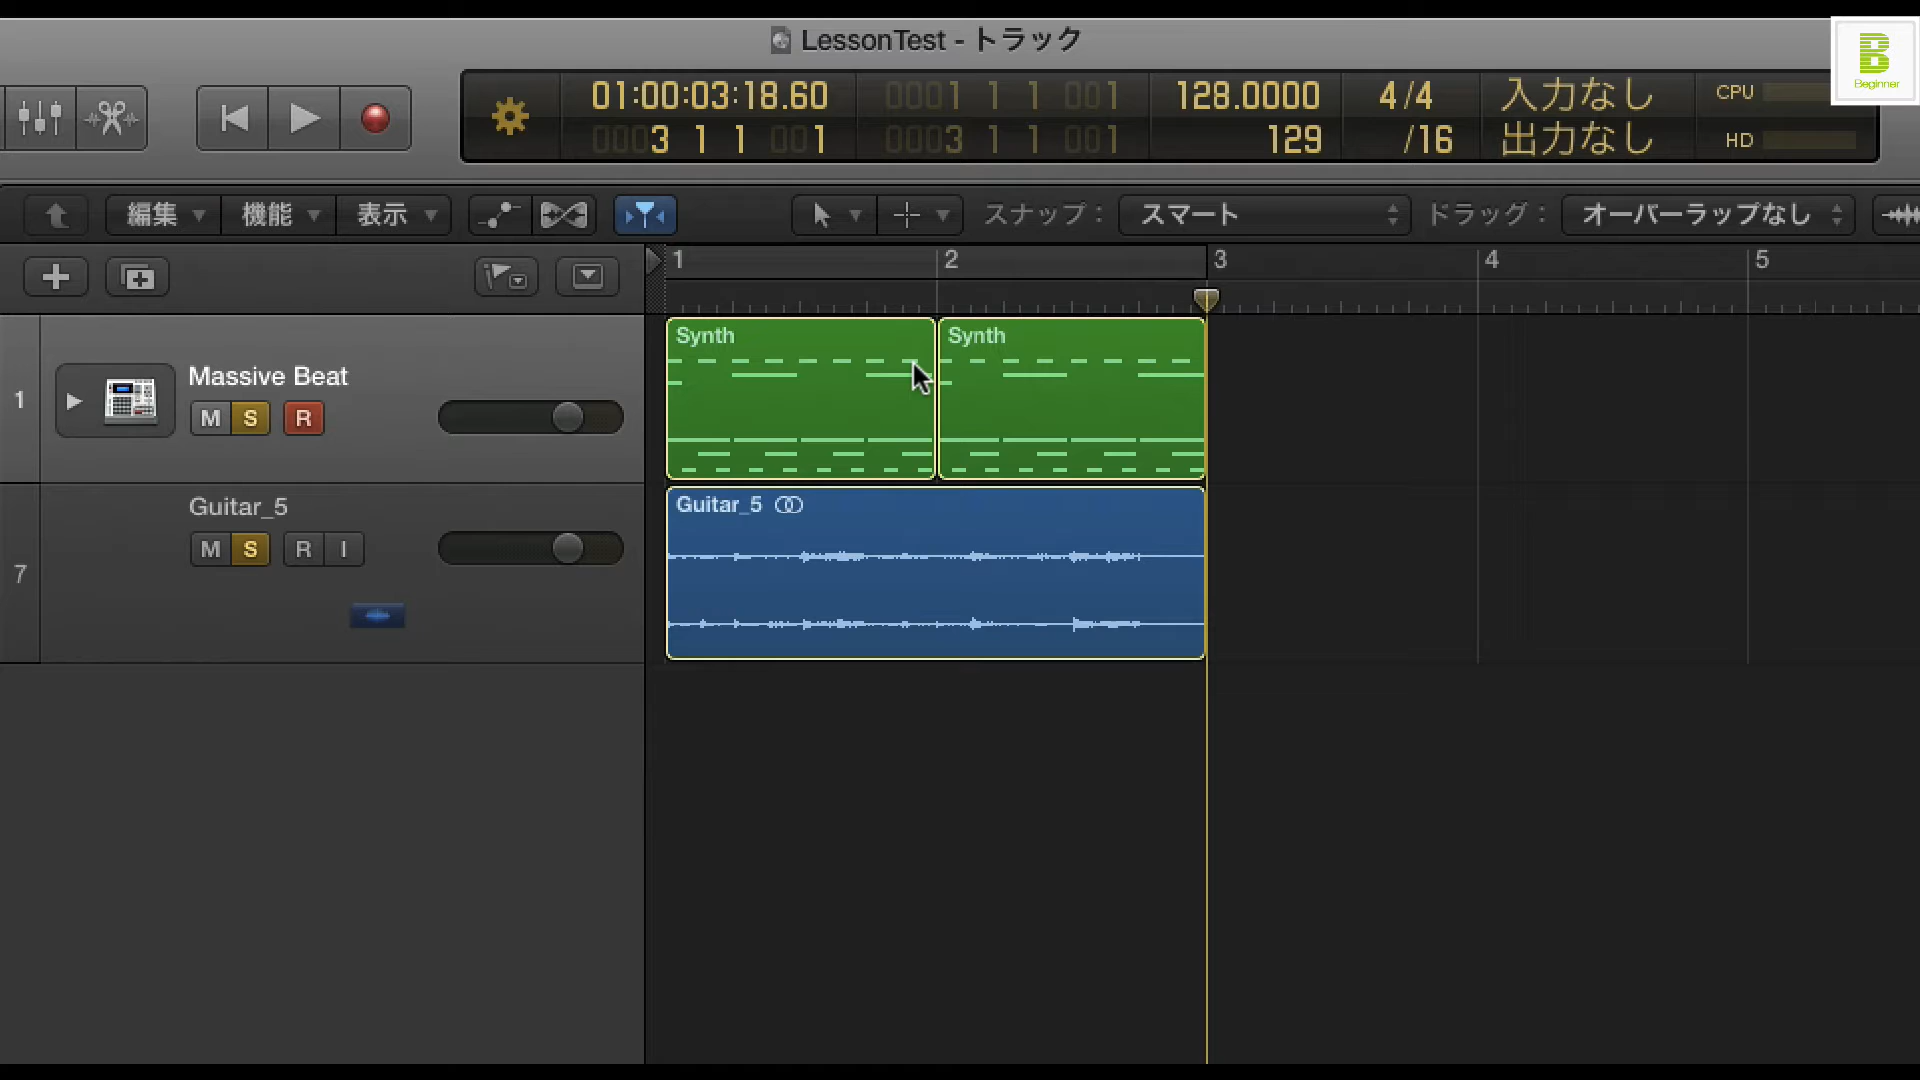 LessonTest - トラック
B
Beginner
01:00:03:18.60
0001 1 1 001
128.0000
4/4
入力なし
CPU
0003 1 1 001
0003 1 1 001
129
/16
出力なし
HD
編集
機能
表示
スナップ：
スマート
ドラッグ：
オーバーラップなし
1
2
3
4
5
1
Massive Beat
M S R
Synth
Synth
7
Guitar_5
M S R I
Guitar_5